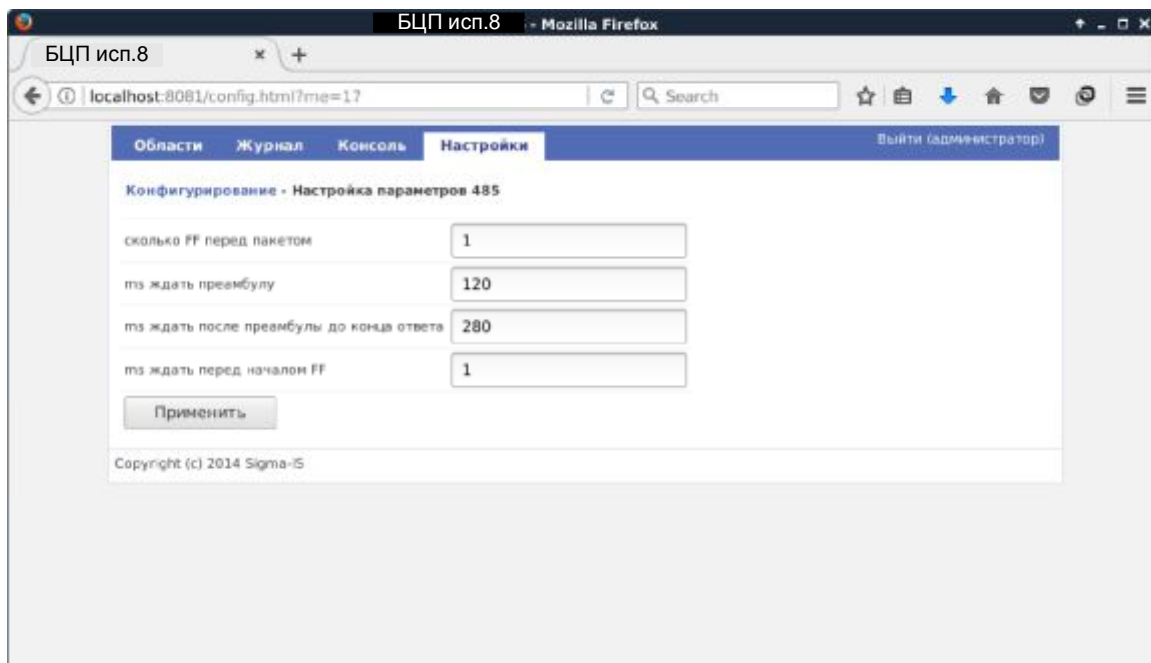 БЦП исп.8 - Mozilla Firefox
БЦП исп.8
localhost:8081/config.html?me=17
Search
Области Журнал Консоль Настройки Выйти (администратор)
Конфигурирование - Настройка параметров 485
сколько FF перед пакетом 1
ms ждать преамбулу 120
ms ждать после преамбулы до конца ответа 280
ms ждать перед началом FF 1
Применить
Copyright (c) 2014 Sigma-IS